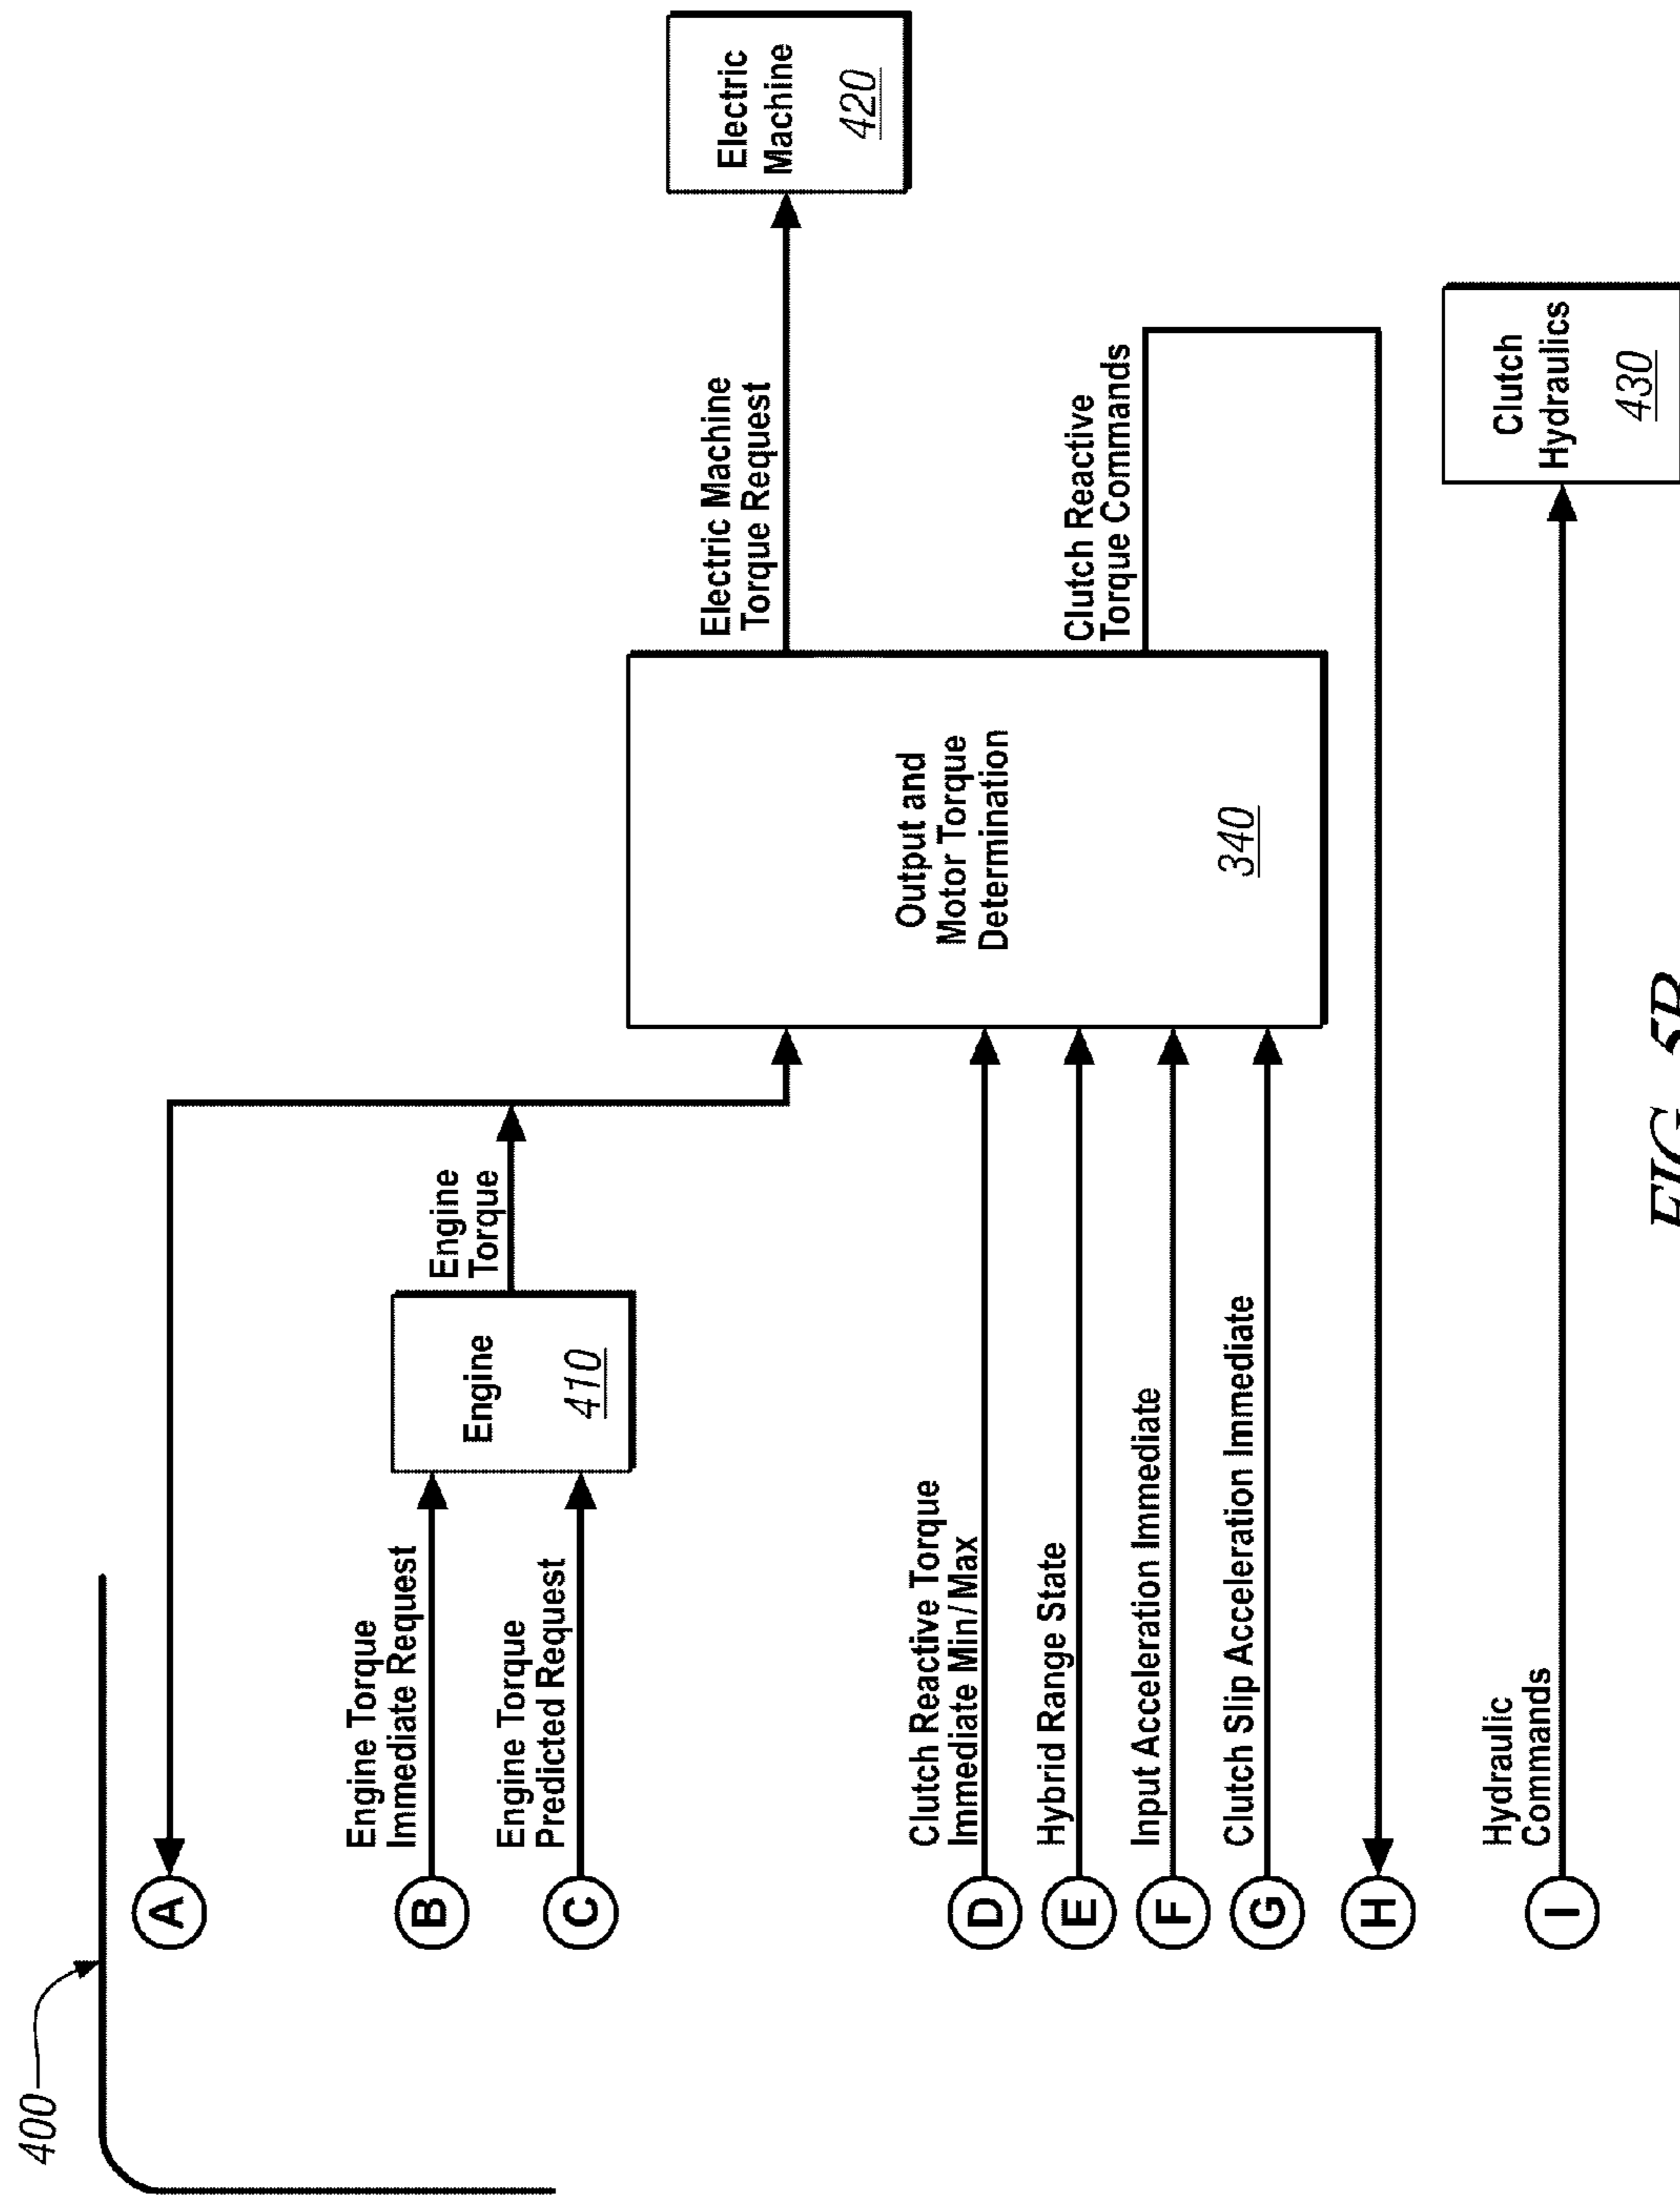 400
A
B
C
D
E
F
G
H
I
Engine Torque
Immediate Request
Engine Torque
Predicted Request
Engine
410
Engine
Torque
Clutch Reactive Torque
Immediate Min/Max
Hybrid Range State
Input Acceleration Immediate
Clutch Slip Acceleration Immediate
Hydraulic
Commands
Output and
Motor Torque
Determination
340
Electric Machine
Torque Request
Clutch Reactive
Torque Commands
Electric
Machine
420
Clutch
Hydraulics
430
FIG. 5B